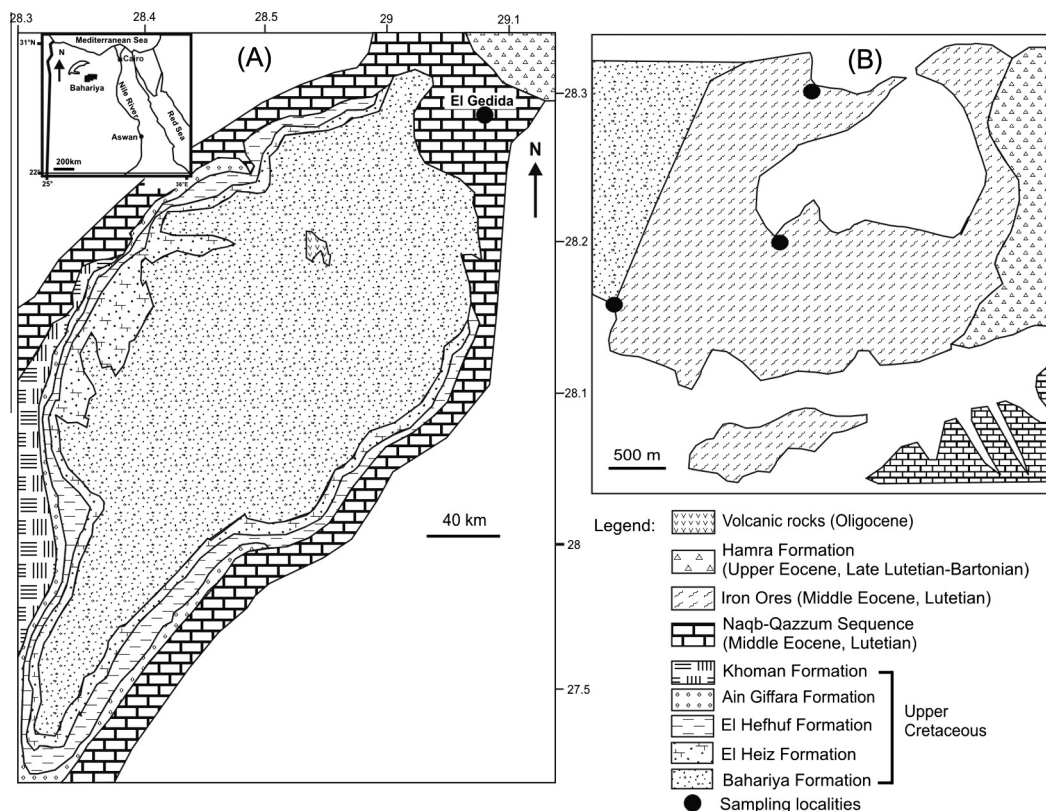 28.3
28.4
28.5
29
29.1
31°N
Mediterranean Sea
N
Cairo
Bahariya
Nile River
Red Sea
Aswan
200km
22°
25°
36°E
(A)
El Gedida
N
40 km
28.3
28.2
28.1
28
27.5
(B)
500 m
Legend:
Volcanic rocks (Oligocene)
Hamra Formation
(Upper Eocene, Late Lutetian-Bartonian)
Iron Ores (Middle Eocene, Lutetian)
Naqb-Qazzum Sequence
(Middle Eocene, Lutetian)
Khoman Formation
Ain Giffara Formation
El Hefhuf Formation
El Heiz Formation
Bahariya Formation
Upper
Cretaceous
Sampling localities